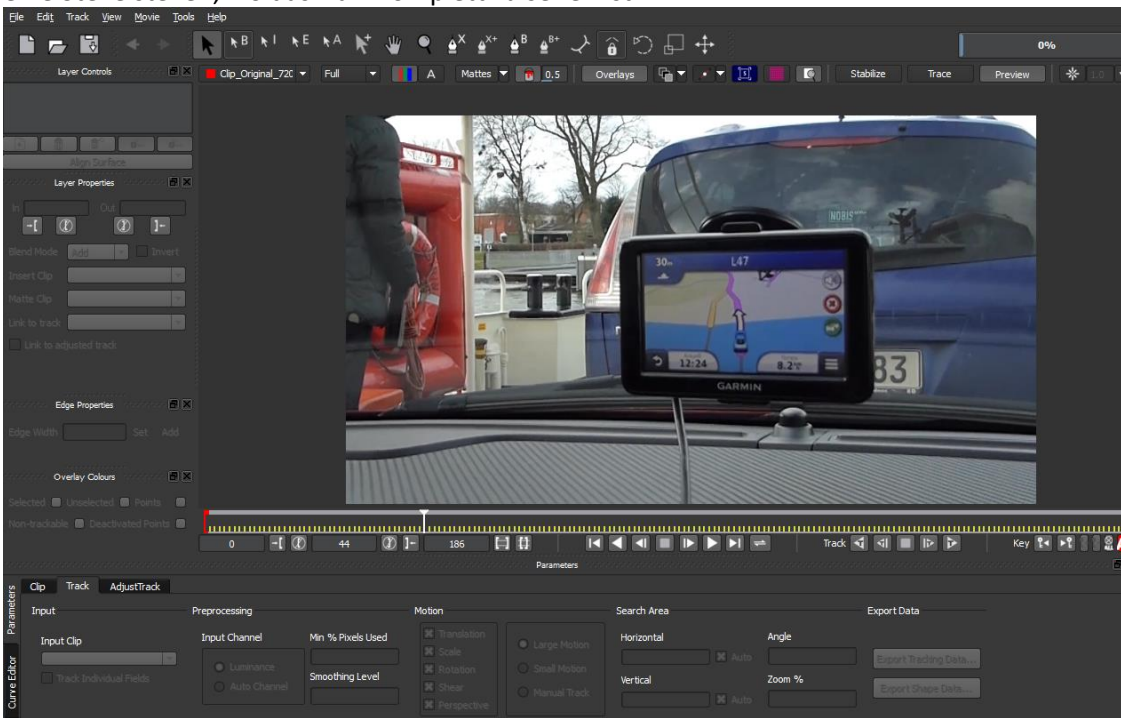 File Edit Track View Movie Tools Help
B I E A X X+ B B+
0%
Layer Controls
Clip_Original_72C Full A Mattes 0.5 Overlays Stabilize Trace Preview 1.0
Align Surface
Layer Properties
In Out
Blend Mode Add Invert
Insert Clip
Matte Clip
Link to track
Link to adjusted track
Edge Properties
Edge Width Set Add
Overlay Colours
Selected Unselected Points
Non-trackable Deactivated Points
NOBIS
30m L47
12:24 8.2
GARMIN
83
0 44 186 Track Key
Parameters
Parameters
Curve Editor
Clip Track AdjustTrack
Input Preprocessing Motion Search Area Export Data
Input Clip
Track Individual Fields
Input Channel
Luminance
Auto Channel
Min % Pixels Used
Smoothing Level
Translation
Scale
Rotation
Shear
Perspective
Large Motion
Small Motion
Manual Track
Horizontal
Auto
Vertical
Auto
Angle
Zoom %
Export Tracking Data...
Export Shape Data...